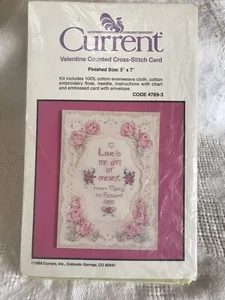 Current
Valentine Counted Cross-Stitch Card
Finished Size: 5" x 7"
Kit includes 100% cotton evenweave cloth, cotton
embroidery floss, needle, instructions with chart
and embossed card with envelope
CODE 4769-3
Love is
the gift
of
oneself.
Current, Inc., Colorado Springs, CO 80941